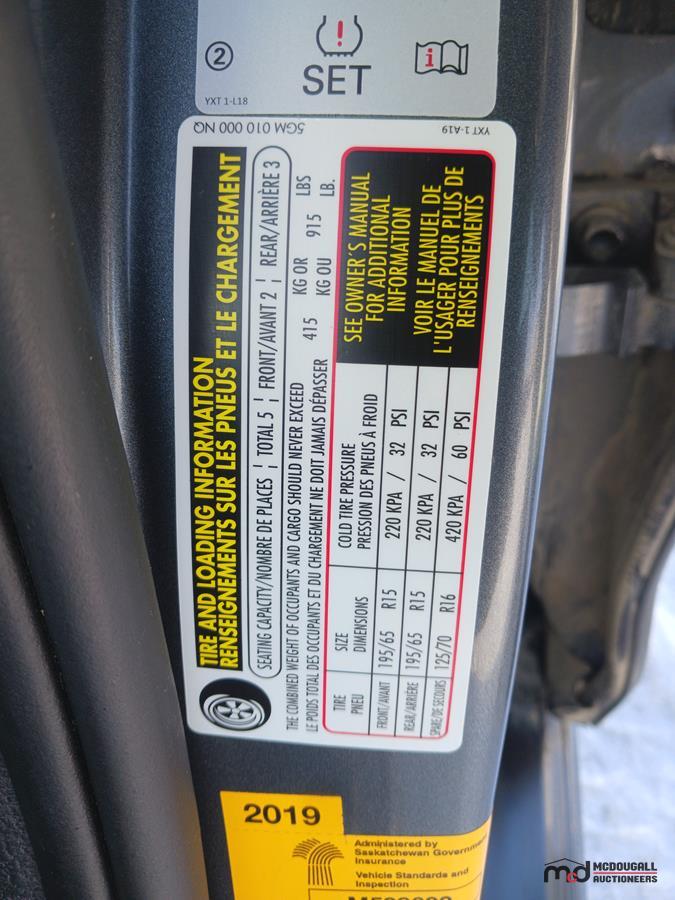 ②
!
SET
i
YXT 1-L18
5GM 010 000 NQ
YXT 1-A19
TIRE AND LOADING INFORMATION
RENSEIGNEMENTS SUR LES PNEUS ET LE CHARGEMENT
SEATING CAPACITY/NOMBRE DE PLACES ¦ TOTAL 5 ¦ FRONT/AVANT 2 ¦ REAR/ARRIÈRE 3
THE COMBINED WEIGHT OF OCCUPANTS AND CARGO SHOULD NEVER EXCEED 415 KG OR 915 LBS
LE POIDS TOTAL DES OCCUPANTS ET DU CHARGEMENT NE DOIT JAMAIS DÉPASSER KG OU LB.
TIRE SIZE COLD TIRE PRESSURE
PNEU DIMENSIONS PRESSION DES PNEUS À FROID
FRONT/AVANT 195/65 R15 220 KPA / 32 PSI
REAR/ARRIÈRE 195/65 R15 220 KPA / 32 PSI
SPARE/DE SECOURS 125/70 R16 420 KPA / 60 PSI
SEE OWNER'S MANUAL
FOR ADDITIONAL
INFORMATION
VOIR LE MANUEL DE
L'USAGER POUR PLUS DE
RENSEIGNEMENTS
2019
Administered by
Saskatchewan Government
Insurance
Vehicle Standards and
Inspection
mcd MCDOUGALL
AUCTIONEERS